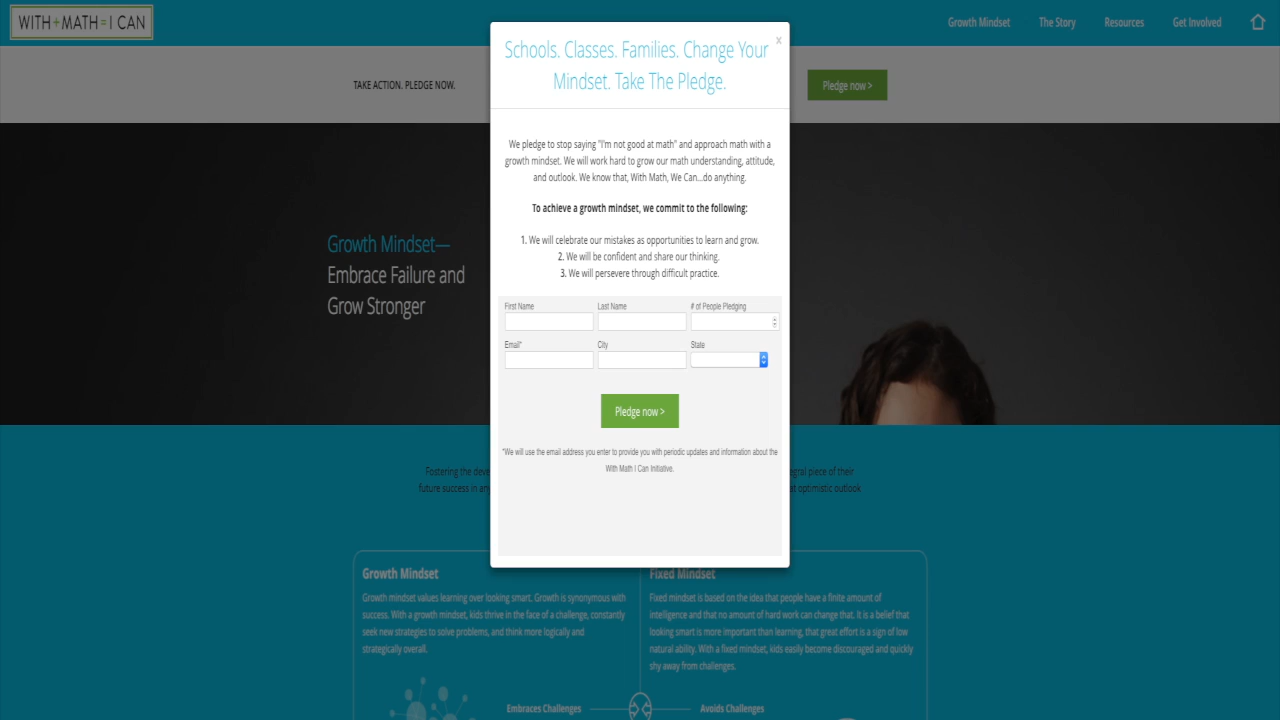 WITH+MATH=I CAN
Growth Mindset
The Story
Resources
Get Involved
x
Schools. Classes. Families. Change Your
Mindset. Take The Pledge.
TAKE ACTION. PLEDGE NOW.
Pledge now >
We pledge to stop saying "I'm not good at math" and approach math with a
growth mindset. We will work hard to grow our math understanding, attitude,
and outlook. We know that, With Math, We Can...do anything.
To achieve a growth mindset, we commit to the following:
1. We will celebrate our mistakes as opportunities to learn and grow.
2. We will be confident and share our thinking.
3. We will persevere through difficult practice.
Growth Mindset—
Embrace Failure and
Grow Stronger
First Name
Last Name
# of People Pledging
Email*
City
State
Pledge now >
*We will use the email address you enter to provide you with periodic updates and information about the
With Math I Can Initiative.
Fostering the
piece of their
future success in
optimistic outlook
Growth Mindset
Growth mindset values learning over looking smart. Growth is synonymous with
success. With a growth mindset, kids thrive in the face of a challenge, constantly
seek new strategies to solve problems, and think more logically and
strategically overall.
Fixed Mindset
Fixed mindset is based on the idea that people have a finite amount of
intelligence and that no amount of hard work can change that. It is a belief that
looking smart is more important than learning, that great effort is a sign of low
natural ability. With a fixed mindset, kids easily become discouraged and quickly
shy away from challenges.
Embraces Challenges
Avoids Challenges